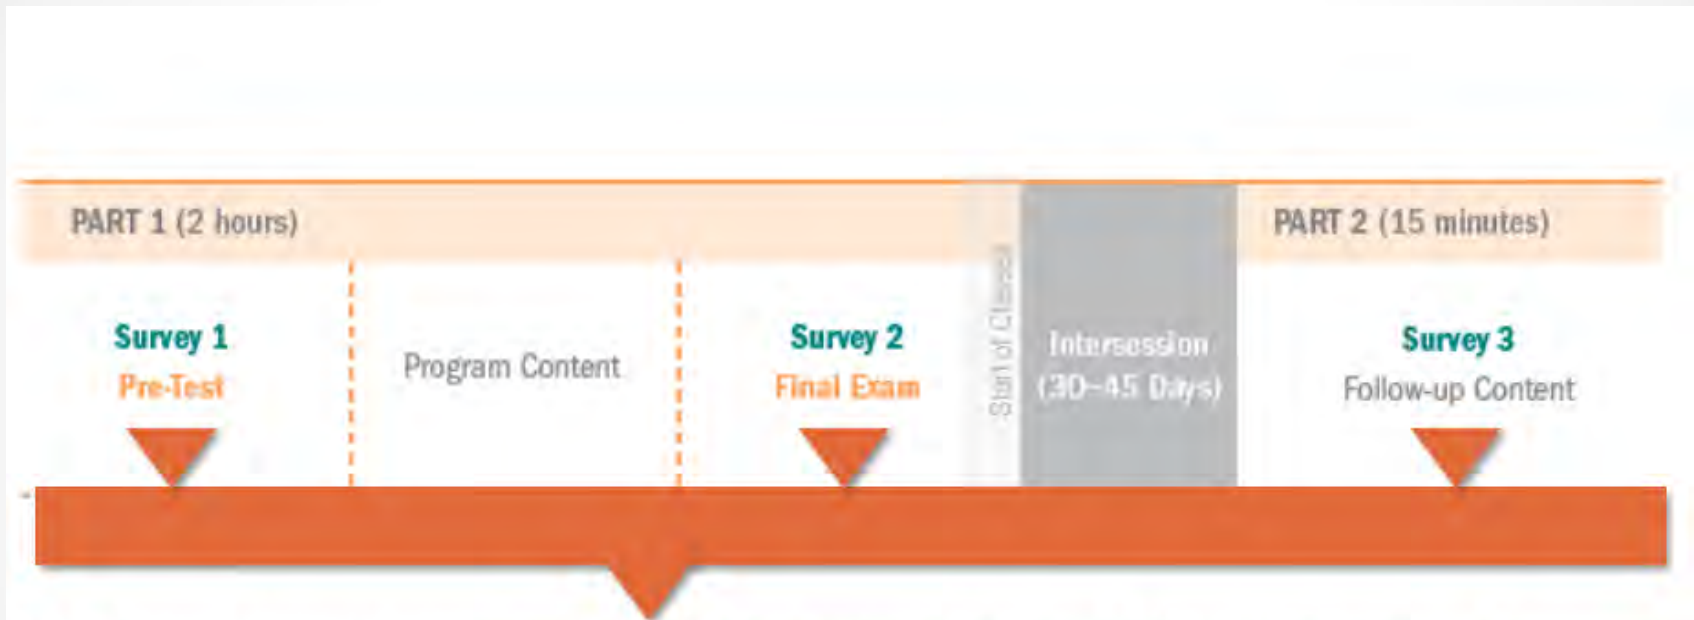 PART 1 (2 hours)
PART 2 (15 minutes)
Survey 1
Pre-Test
Program Content
Survey 2
Final Exam
Start of Classes
Intersession
(30–45 Days)
Survey 3
Follow-up Content